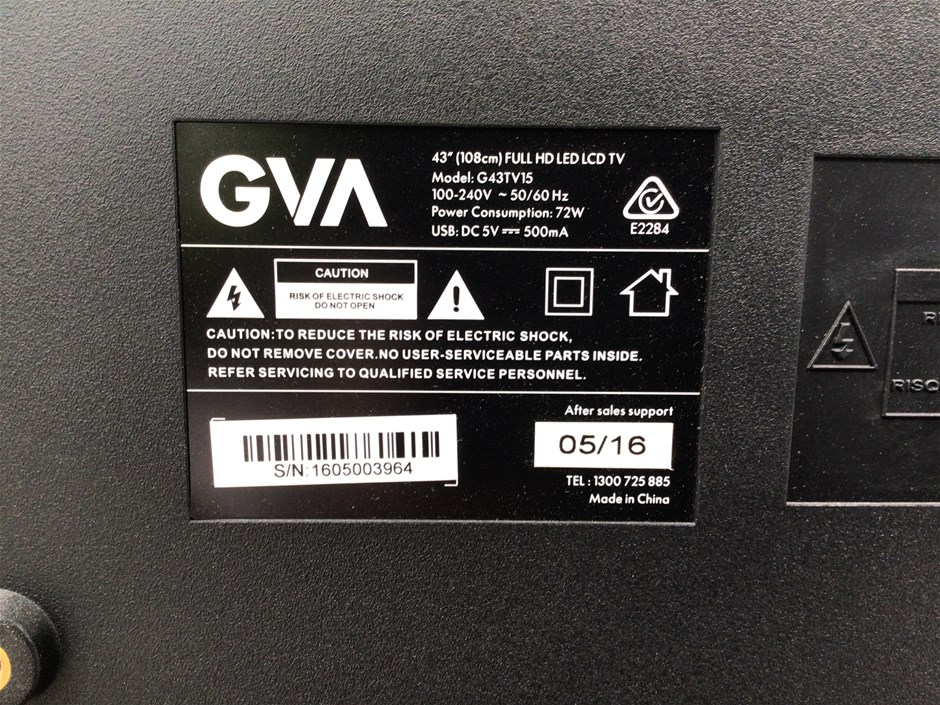 GVA
43" (108cm) FULL HD LED LCD TV
Model: G43TV15
100-240V ~ 50/60 Hz
Power Consumption: 72W
USB: DC 5V ⎓ 500mA
E2284
CAUTION
RISK OF ELECTRIC SHOCK
DO NOT OPEN
CAUTION:TO REDUCE THE RISK OF ELECTRIC SHOCK,
DO NOT REMOVE COVER.NO USER-SERVICEABLE PARTS INSIDE.
REFER SERVICING TO QUALIFIED SERVICE PERSONNEL.
S/N: 1605003964
After sales support
05/16
TEL : 1300 725 885
Made in China